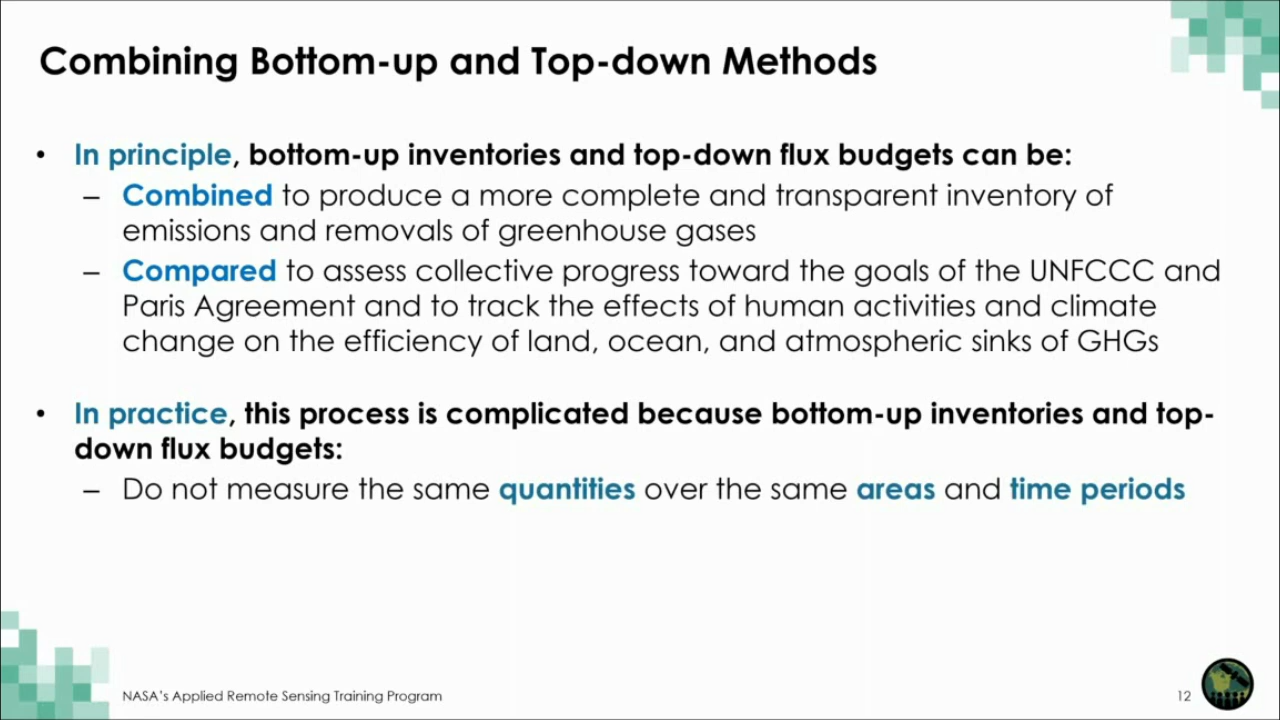 Combining Bottom-up and Top-down Methods
• In principle, bottom-up inventories and top-down flux budgets can be:
– Combined to produce a more complete and transparent inventory of
emissions and removals of greenhouse gases
– Compared to assess collective progress toward the goals of the UNFCCC and
Paris Agreement and to track the effects of human activities and climate
change on the efficiency of land, ocean, and atmospheric sinks of GHGs
• In practice, this process is complicated because bottom-up inventories and top-
down flux budgets:
– Do not measure the same quantities over the same areas and time periods
NASA's Applied Remote Sensing Training Program
12